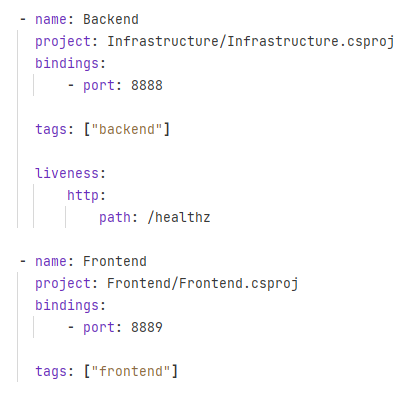 - name: Backend
project: Infrastructure/Infrastructure.csproj
bindings:
- port: 8888
tags: ["backend"]
liveness:
http:
path: /healthz
- name: Frontend
project: Frontend/Frontend.csproj
bindings:
- port: 8889
tags: ["frontend"]